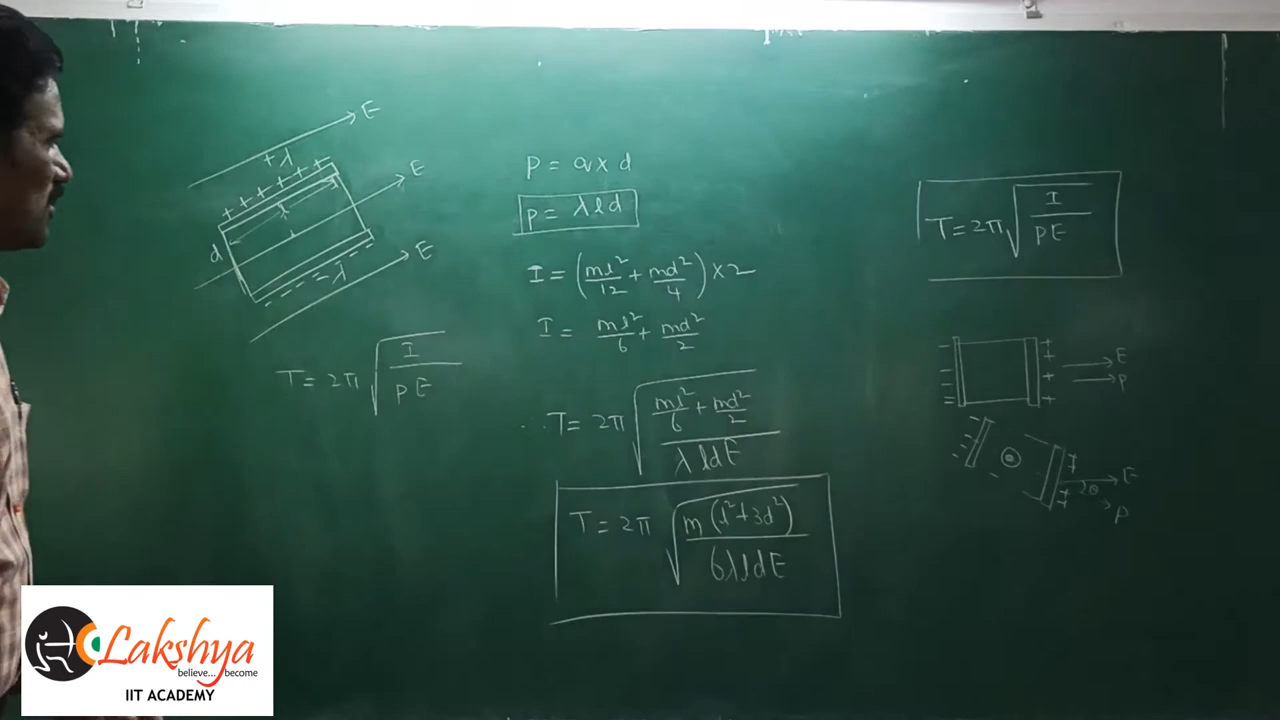 E
+λ
+ + + + +
l
E
d
E
- - - - λ
T = 2π √(I / PE)
P = q × d
P = λld
I = (ml²/12 + md²/4) × 2
I = ml²/6 + md²/2
∴ T = 2π √((ml²/6 + md²/2) / λldE)
T = 2π √(m(l² + 3d²) / 6λldE)
T = 2π √(I / PE)
E
P
E
θ
P
Lakshya
believe... become
IIT ACADEMY